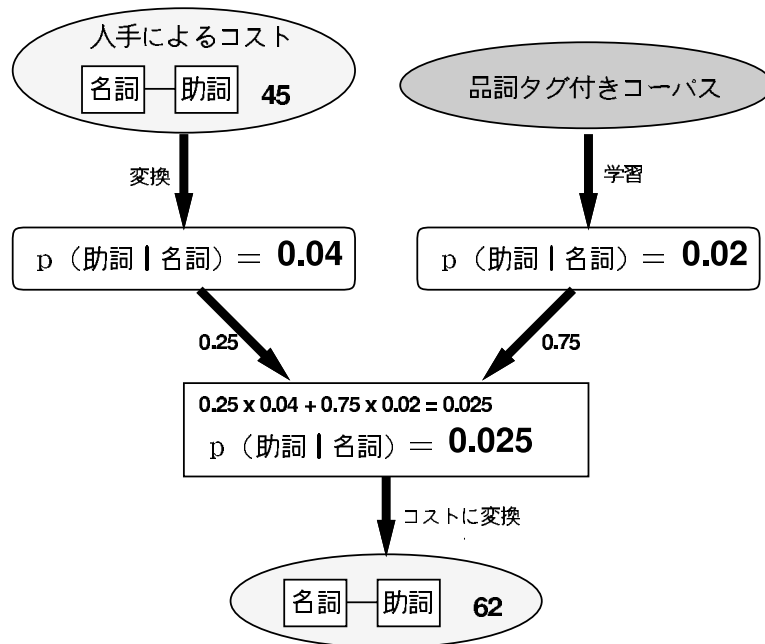 人手によるコスト
名詞 助詞 45
品詞タグ付きコーパス
変換
学習
p (助詞 | 名詞) = 0.04
p (助詞 | 名詞) = 0.02
0.25
0.75
0.25 x 0.04 + 0.75 x 0.02 = 0.025
p (助詞 | 名詞) = 0.025
コストに変換
名詞 助詞 62